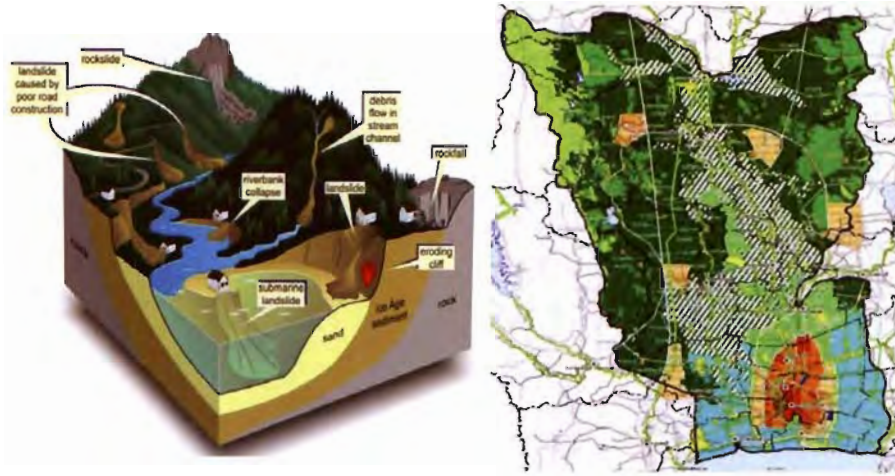 rockslide
landslide
caused by
poor road
construction
debris
flow in
stream
channel
rockfall
riverbank
collapse
landslide
eroding
cliff
submarine
landslide
sand
Ice Age
sediment
rock